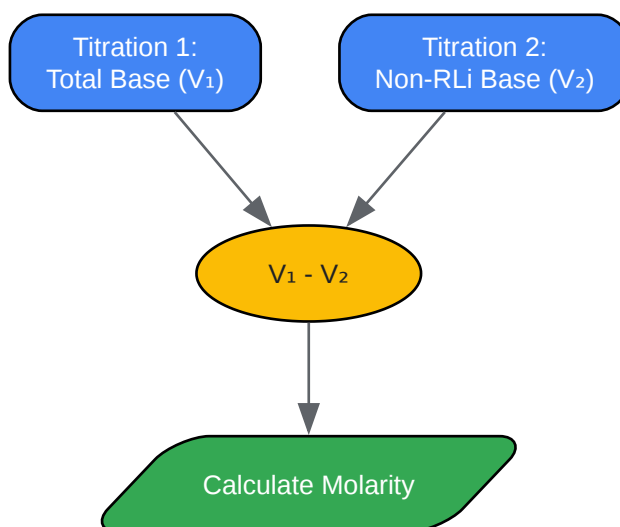 Titration 1:
Total Base (V₁)
Titration 2:
Non-RLi Base (V₂)
V₁ - V₂
Calculate Molarity